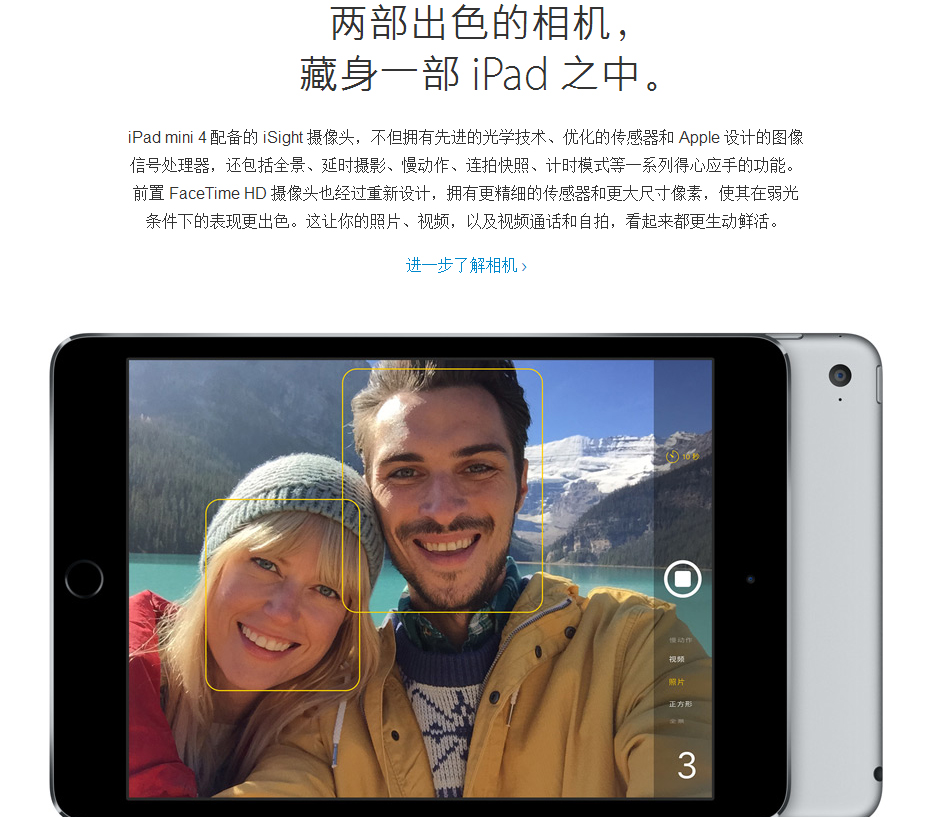 两部出色的相机，
藏身一部 iPad 之中。
iPad mini 4 配备的 iSight 摄像头，不但拥有先进的光学技术、优化的传感器和 Apple 设计的图像
信号处理器，还包括全景、延时摄影、慢动作、连拍快照、计时模式等一系列得心应手的功能。
前置 FaceTime HD 摄像头也经过重新设计，拥有更精细的传感器和更大尺寸像素，使其在弱光
条件下的表现更出色。这让你的照片、视频，以及视频通话和自拍，看起来都更生动鲜活。
进一步了解相机 ›
10 秒
慢动作
视频
照片
正方形
全景
3